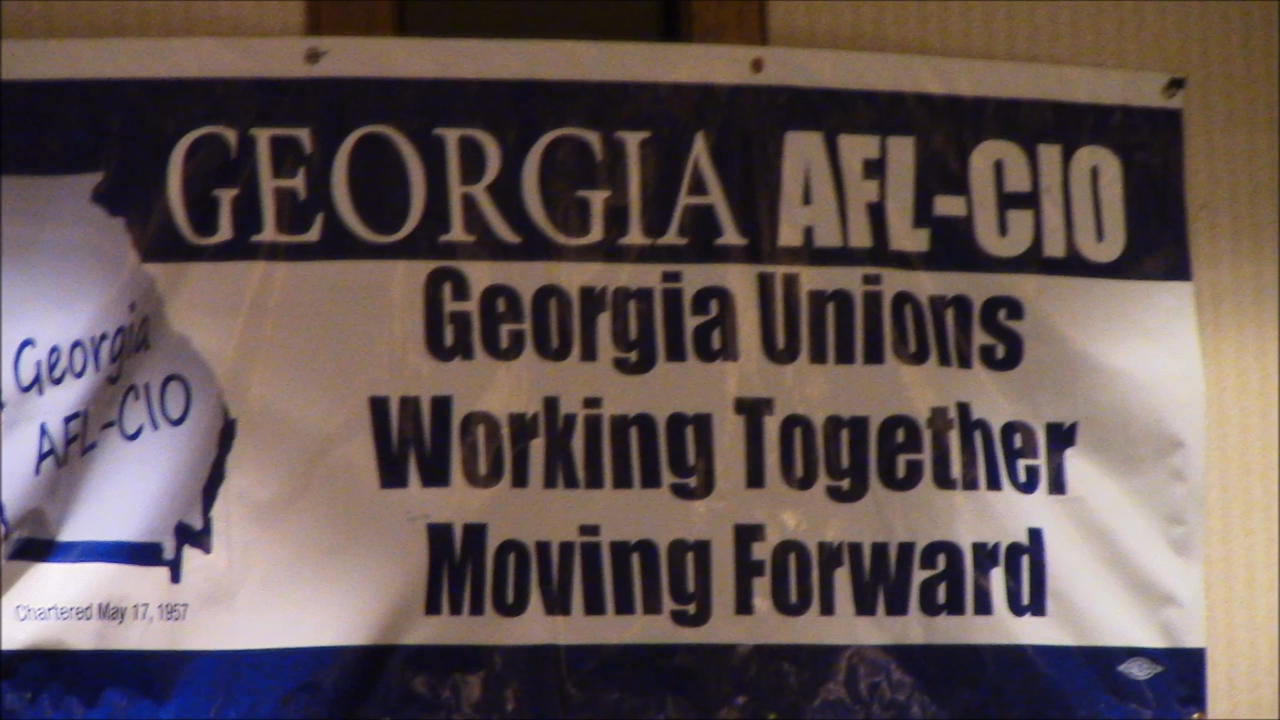 GEORGIA AFL-CIO
Georgia Unions
Working Together
Moving Forward
Georgia
AFL-CIO
Chartered May 17, 1957